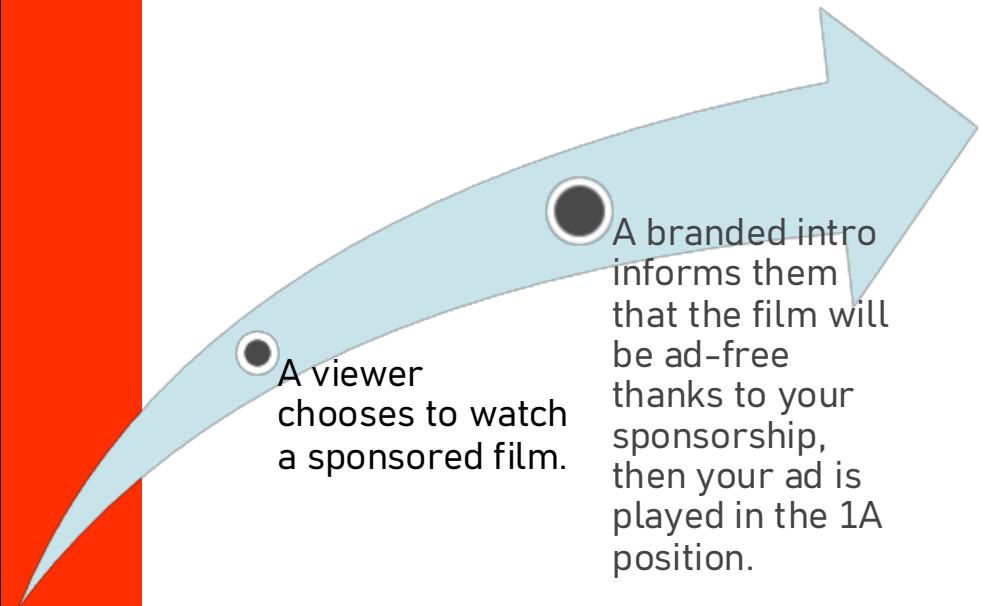 A viewer
chooses to watch
a sponsored film.
A branded intro
informs them
that the film will
be ad-free
thanks to your
sponsorship,
then your ad is
played in the 1A
position.